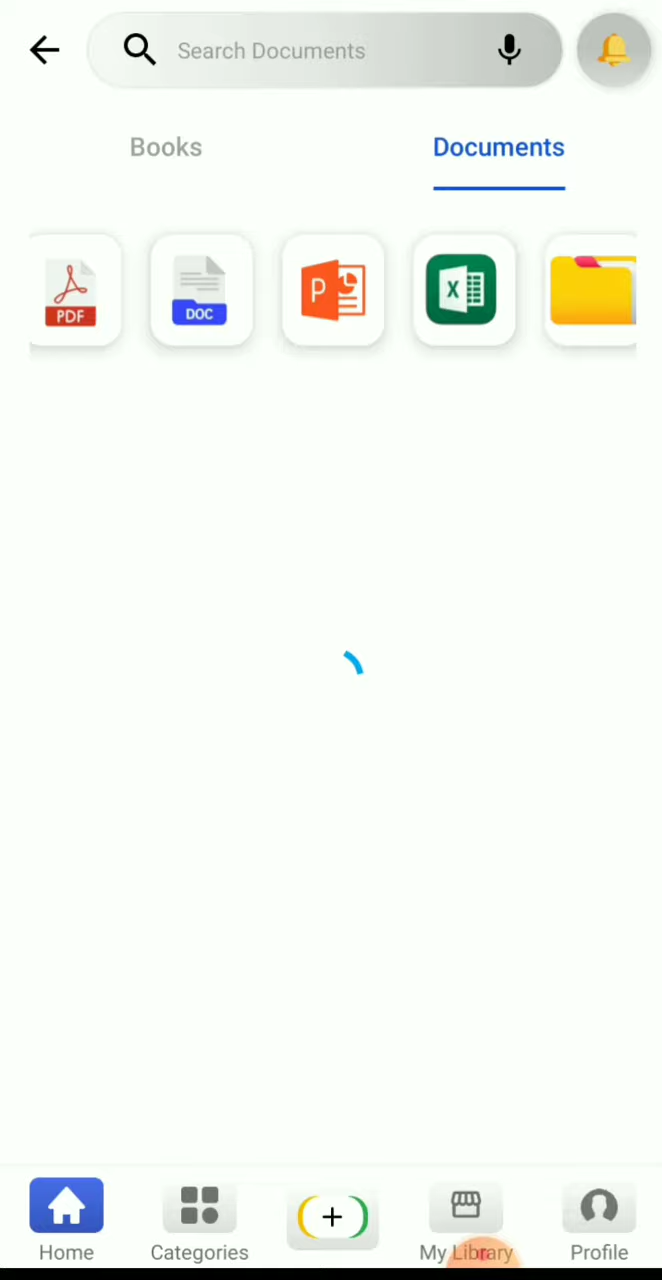 Search Documents
Books
Documents
PDF
DOC
P
X
Home
Categories
+
My Library
Profile